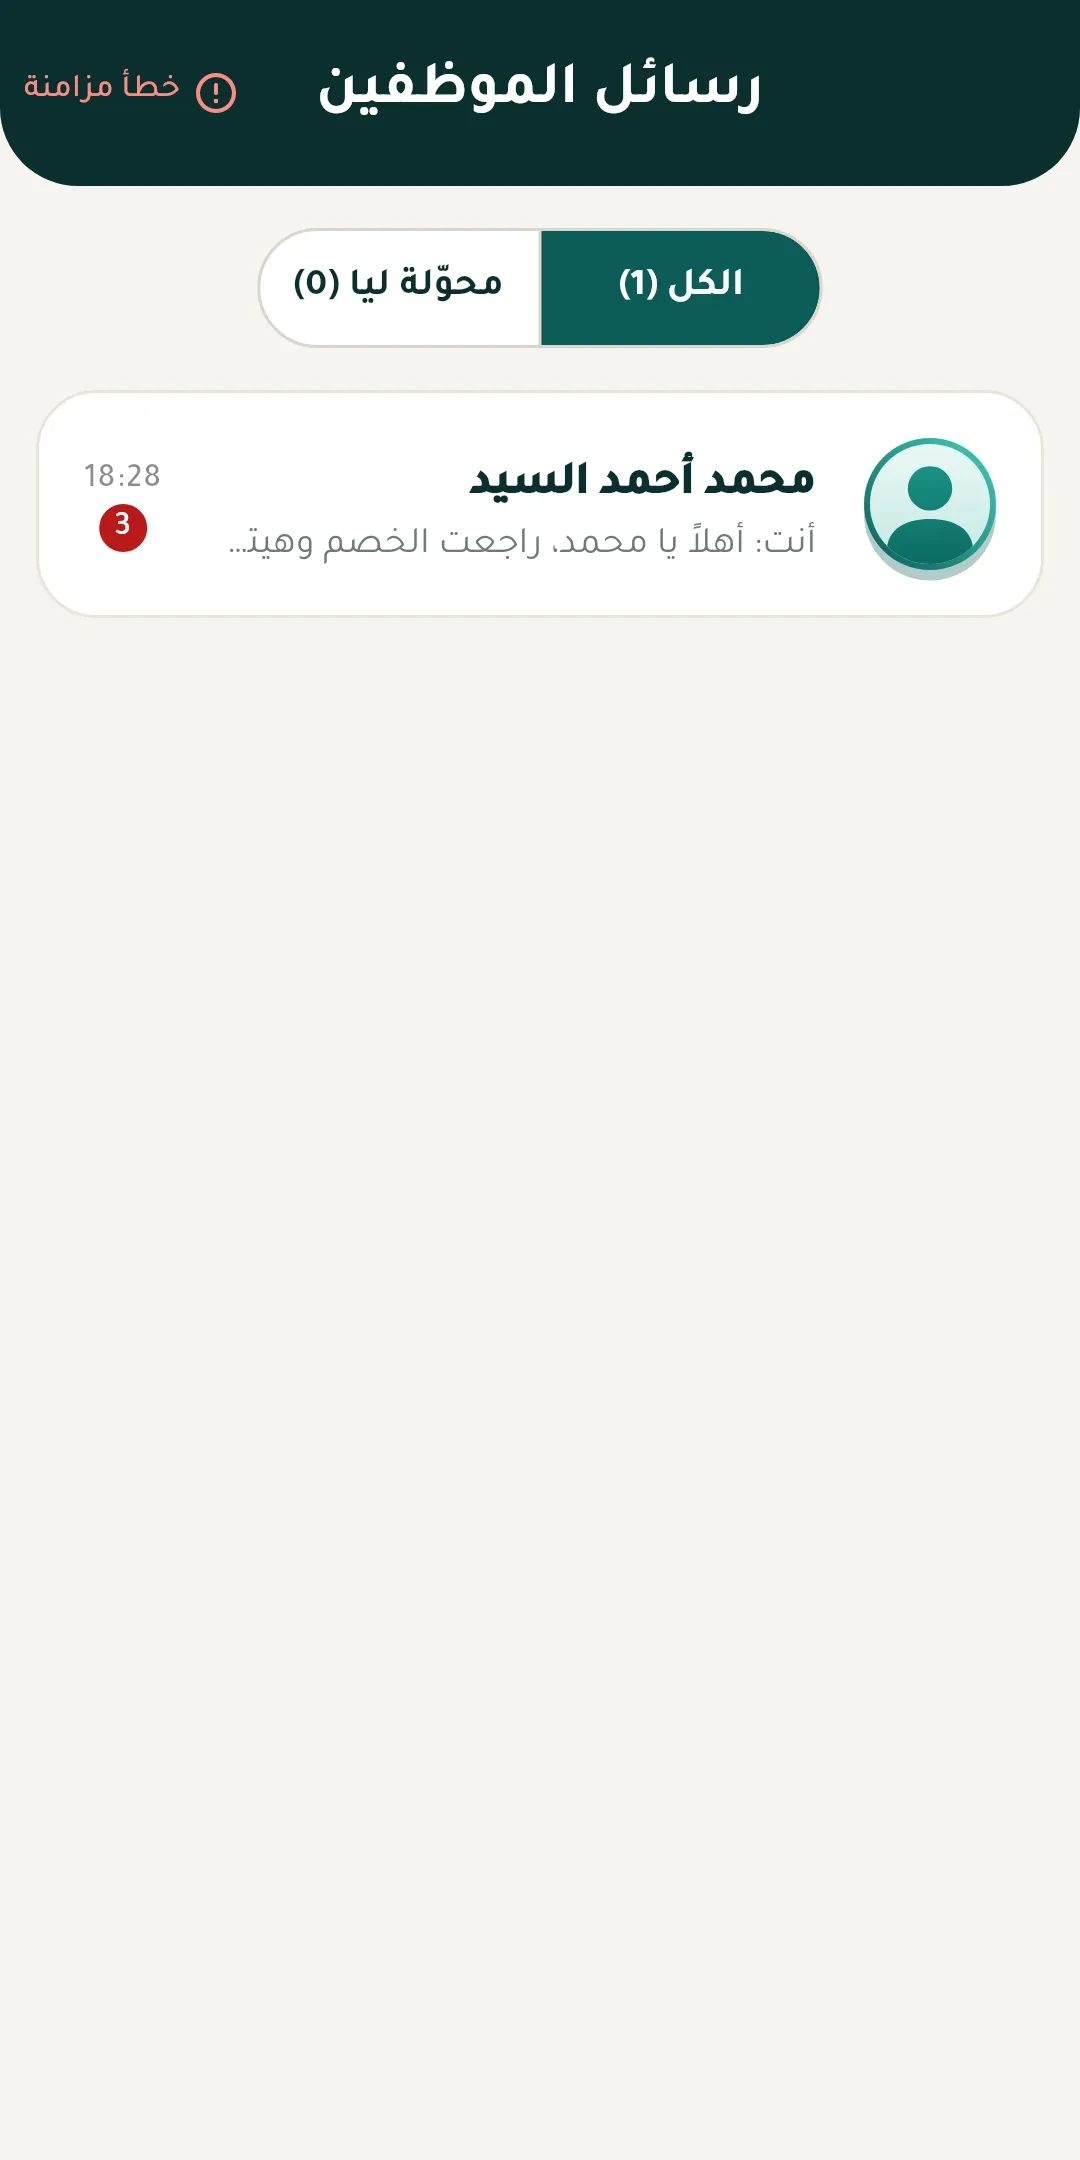 رسائل الموظفين
خطأ مزامنة
الكل (1)
محوّلة ليا (0)
محمد أحمد السيد
18:28
أنت: أهلاً يا محمد، راجعت الخصم وهيتـ...
3